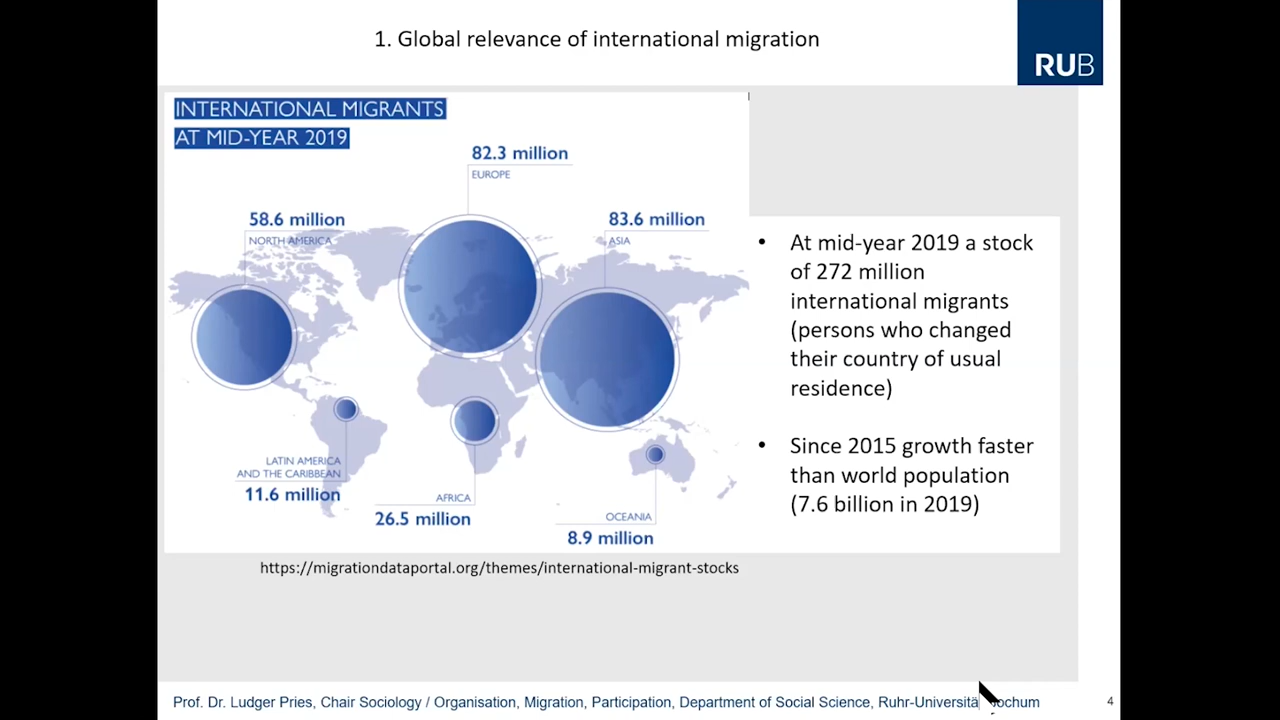 1. Global relevance of international migration
RUB
INTERNATIONAL MIGRANTS
AT MID-YEAR 2019
82.3 million
EUROPE
58.6 million
NORTH AMERICA
83.6 million
ASIA
LATIN AMERICA
AND THE CARIBBEAN
11.6 million
AFRICA
26.5 million
OCEANIA
8.9 million
• At mid-year 2019 a stock
of 272 million
international migrants
(persons who changed
their country of usual
residence)
• Since 2015 growth faster
than world population
(7.6 billion in 2019)
https://migrationdataportal.org/themes/international-migrant-stocks
Prof. Dr. Ludger Pries, Chair Sociology / Organisation, Migration, Participation, Department of Social Science, Ruhr-Universitä
4